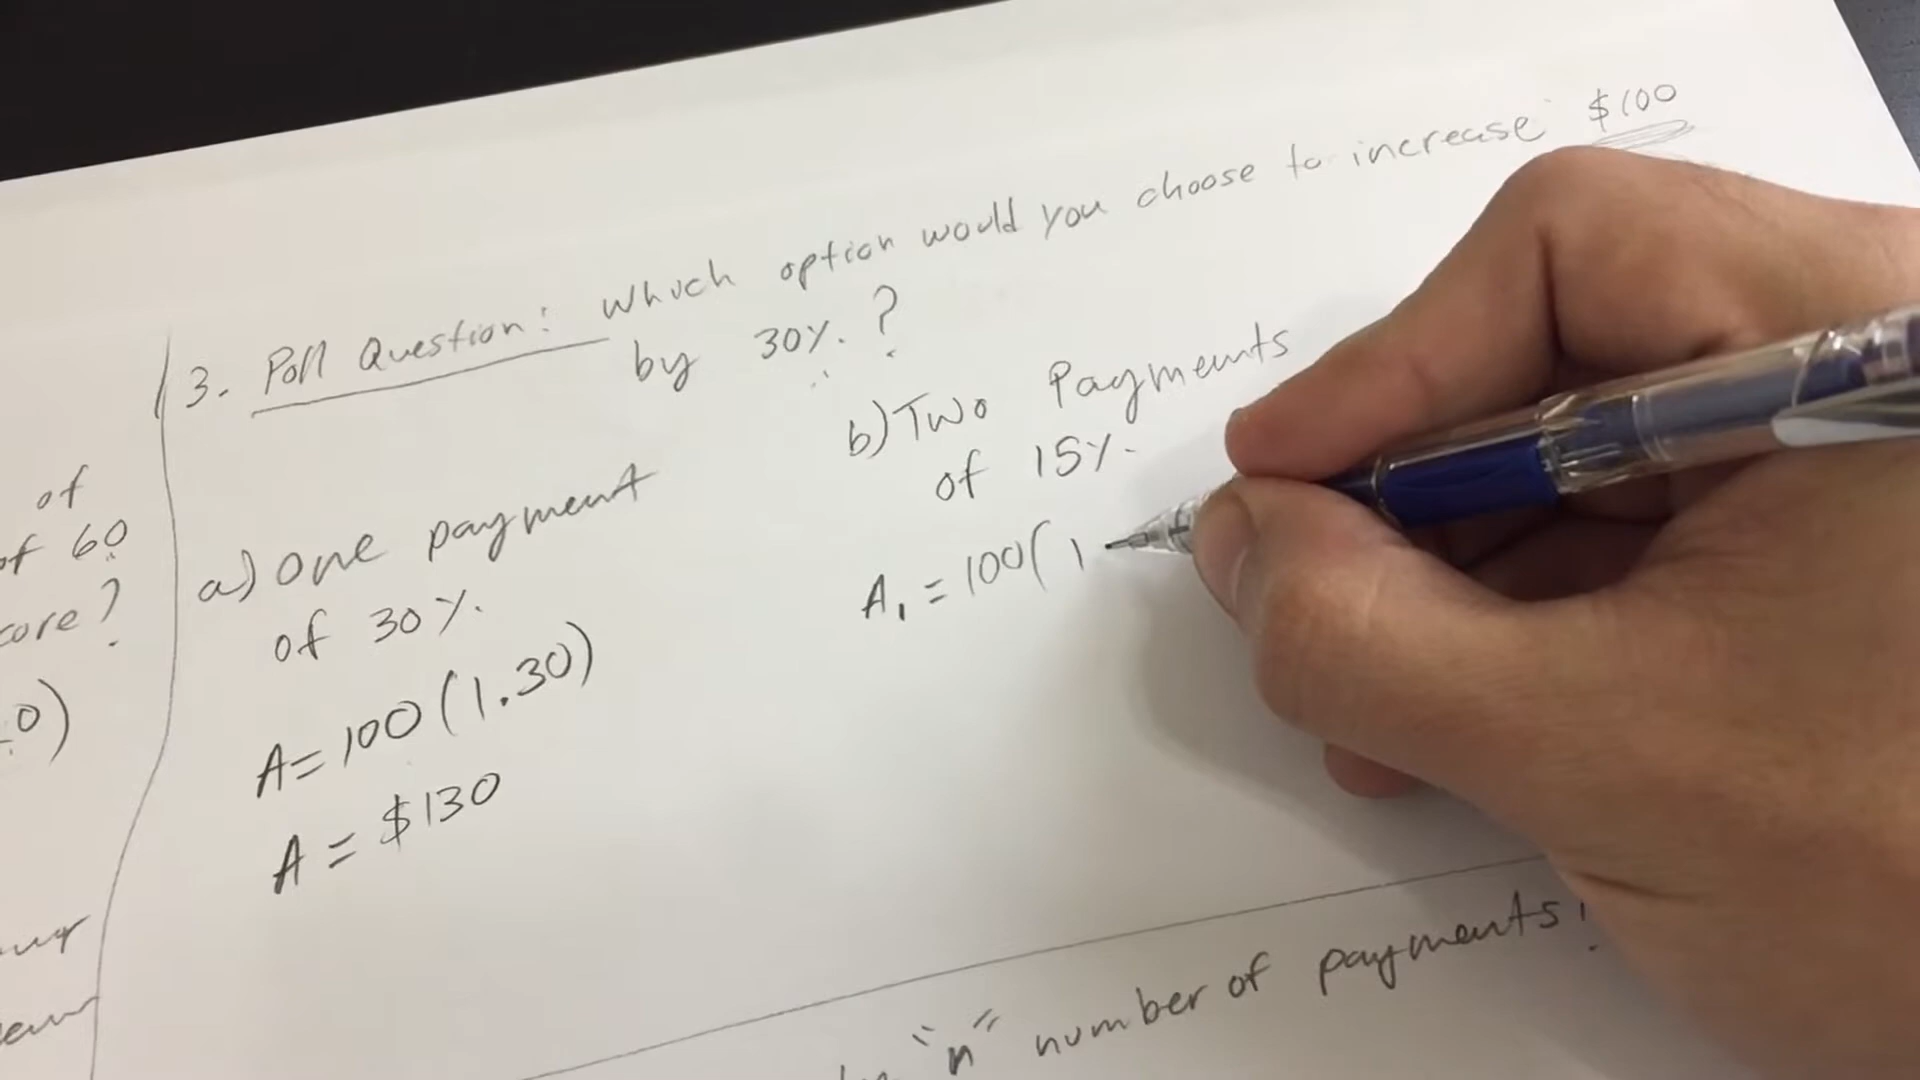 3. Poll Question: Which option would you choose to increase $100
by 30%?
a) One payment
of 30%.
A=100(1.30)
A = $130
b) Two Payments
of 15%.
A₁ = 100(1
of
of 60
core?
0)
"n" number of payments!